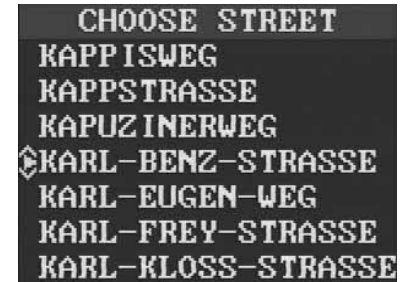 CHOOSE STREET
KAPPISWEG
KAPPSTRASSE
KAPUZINERWEG
KARL-BENZ-STRASSE
KARL-EUGEN-WEG
KARL-FREY-STRASSE
KARL-KLOSS-STRASSE